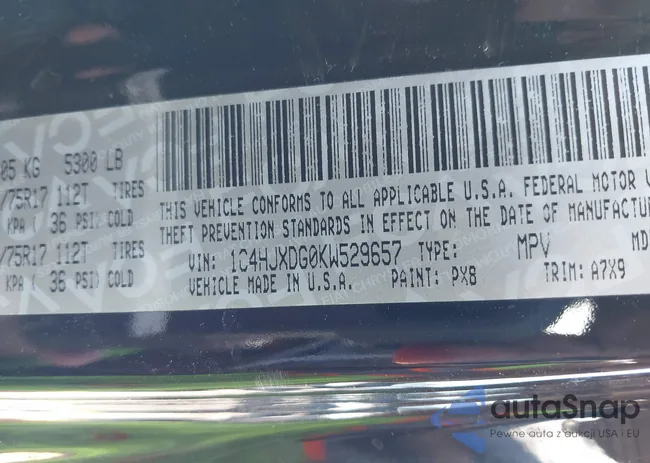 05 KG 5300 LB
/75R17 112T TIRES
KPA ( 36 PSI) COLD
/75R17 112T TIRES
KPA ( 36 PSI) COLD
THIS VEHICLE CONFORMS TO ALL APPLICABLE U.S.A. FEDERAL MOTOR V
THEFT PREVENTION STANDARDS IN EFFECT ON THE DATE OF MANUFACTU
VIN: 1C4HJXDG0KW529657 TYPE: MPV MD
VEHICLE MADE IN U.S.A. PAINT: PX8 TRIM: A7X9
autoSnap
Pewne auta z aukcji USA i EU